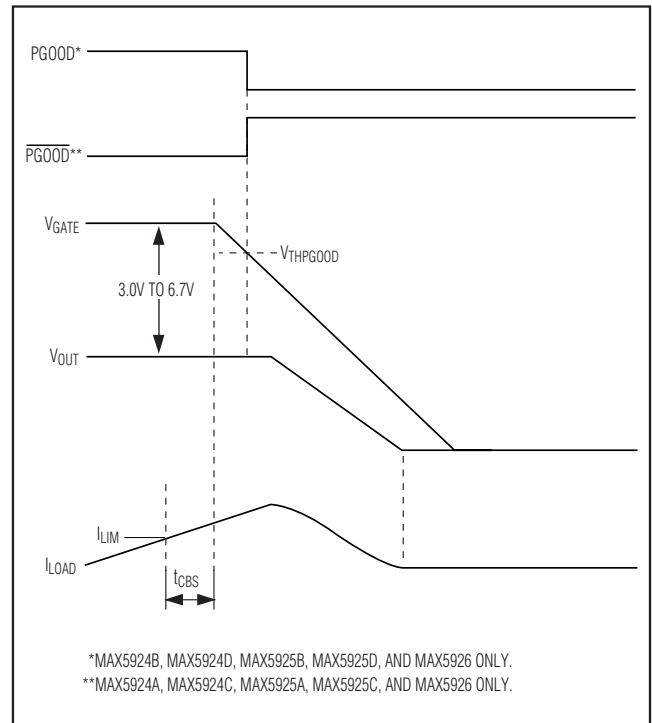 PGOOD*
PGOOD**
VGATE
VTHPGOOD
3.0V TO 6.7V
VOUT
ILIM
ILOAD
tCBS
*MAX5924B, MAX5924D, MAX5925B, MAX5925D, AND MAX5926 ONLY.
**MAX5924A, MAX5924C, MAX5925A, MAX5925C, AND MAX5926 ONLY.